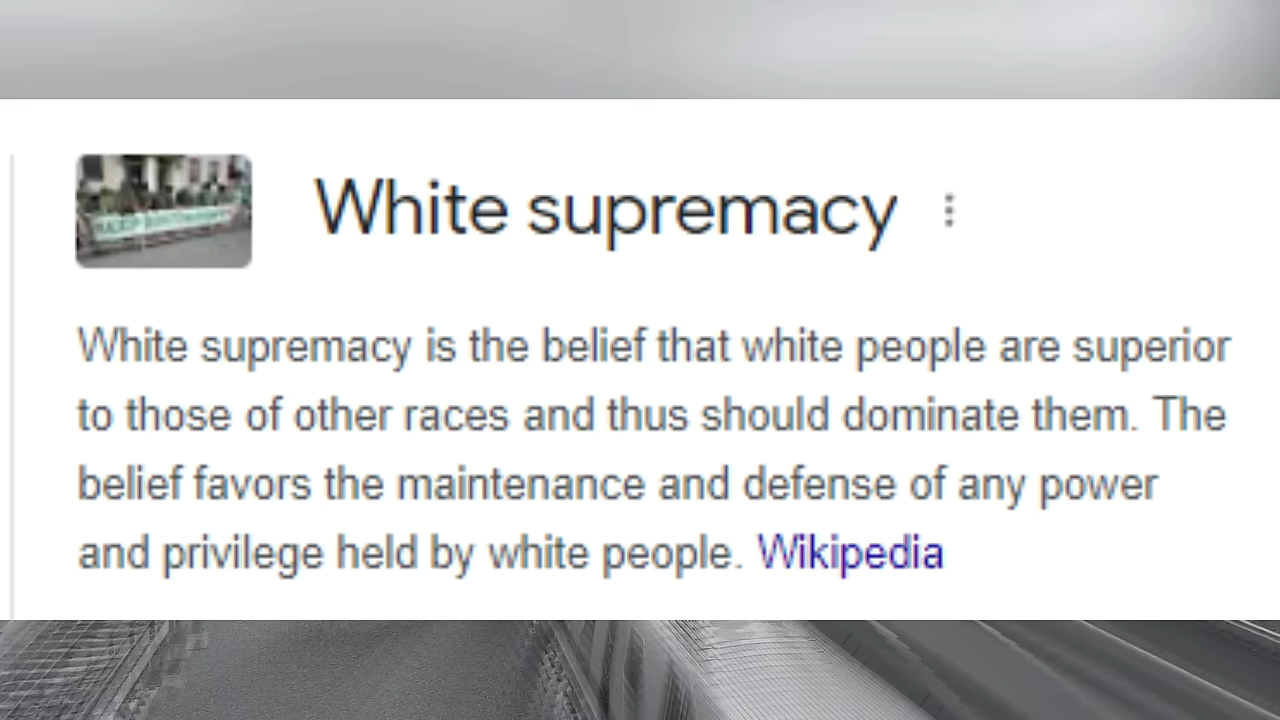 White supremacy
White supremacy is the belief that white people are superior
to those of other races and thus should dominate them. The
belief favors the maintenance and defense of any power
and privilege held by white people. Wikipedia